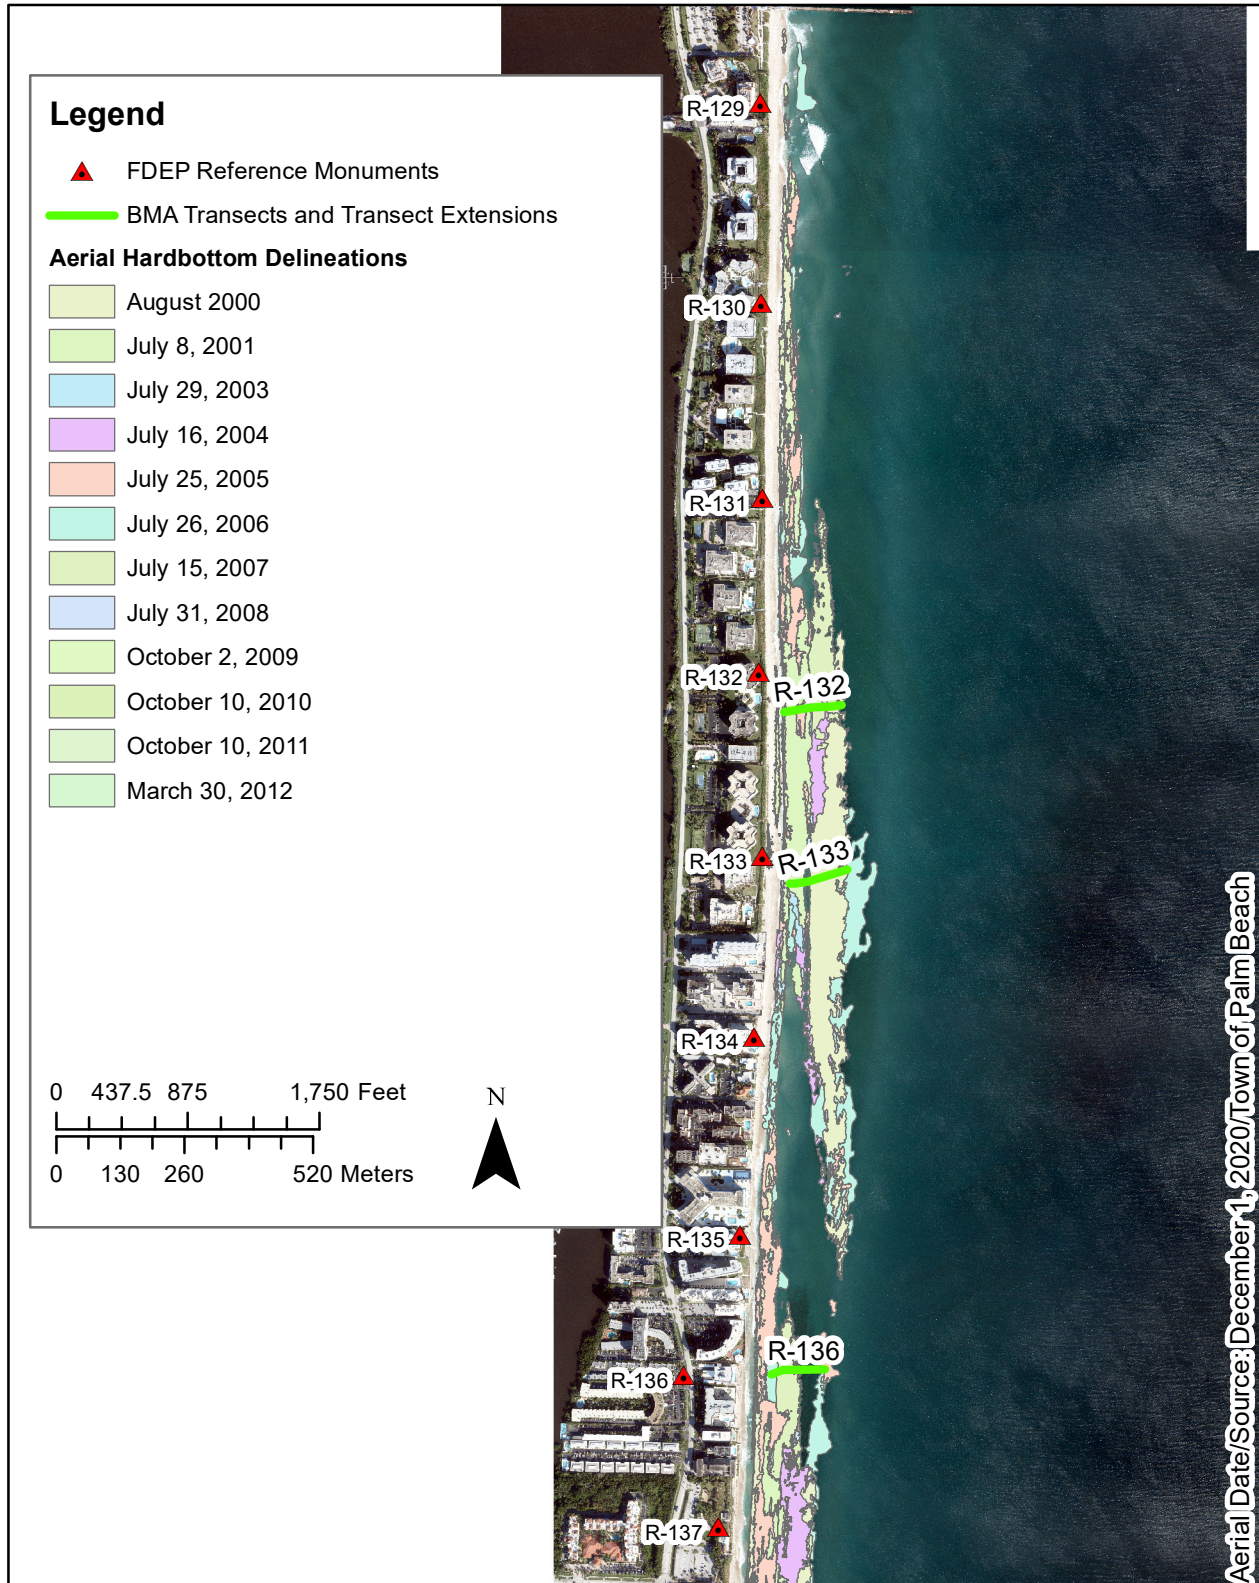 Legend
FDEP Reference Monuments
BMA Transects and Transect Extensions
Aerial Hardbottom Delineations
August 2000
July 8, 2001
July 29, 2003
July 16, 2004
July 25, 2005
July 26, 2006
July 15, 2007
July 31, 2008
October 2, 2009
October 10, 2010
October 10, 2011
March 30, 2012
0 437.5 875 1,750 Feet
0 130 260 520 Meters
N
R-129
R-130
R-131
R-132
R-132
R-133
R-133
R-134
R-135
R-136
R-136
R-137
Aerial Date/Source: December 1, 2020/Town of Palm Beach